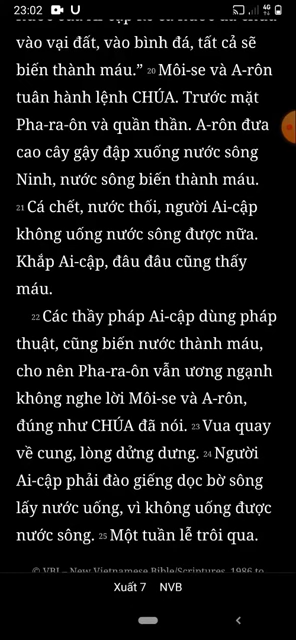 23:02
vào vại đất, vào bình đá, tất cả sẽ
biến thành máu.” 20 Môi-se và A-rôn
tuân hành lệnh CHÚA. Trước mặt
Pha-ra-ôn và quần thần. A-rôn đưa
cao cây gậy đập xuống nước sông
Ninh, nước sông biến thành máu.
21 Cá chết, nước thối, người Ai-cập
không uống nước sông được nữa.
Khắp Ai-cập, đâu đâu cũng thấy
máu.
22 Các thầy pháp Ai-cập dùng pháp
thuật, cũng biến nước thành máu,
cho nên Pha-ra-ôn vẫn ương ngạnh
không nghe lời Môi-se và A-rôn,
đúng như CHÚA đã nói. 23 Vua quay
về cung, lòng dửng dưng. 24 Người
Ai-cập phải đào giếng dọc bờ sông
lấy nước uống, vì không uống được
nước sông. 25 Một tuần lễ trôi qua.
© VBI – New Vietnamese Bible/Scriptures, 1986 to
Xuất 7 NVB